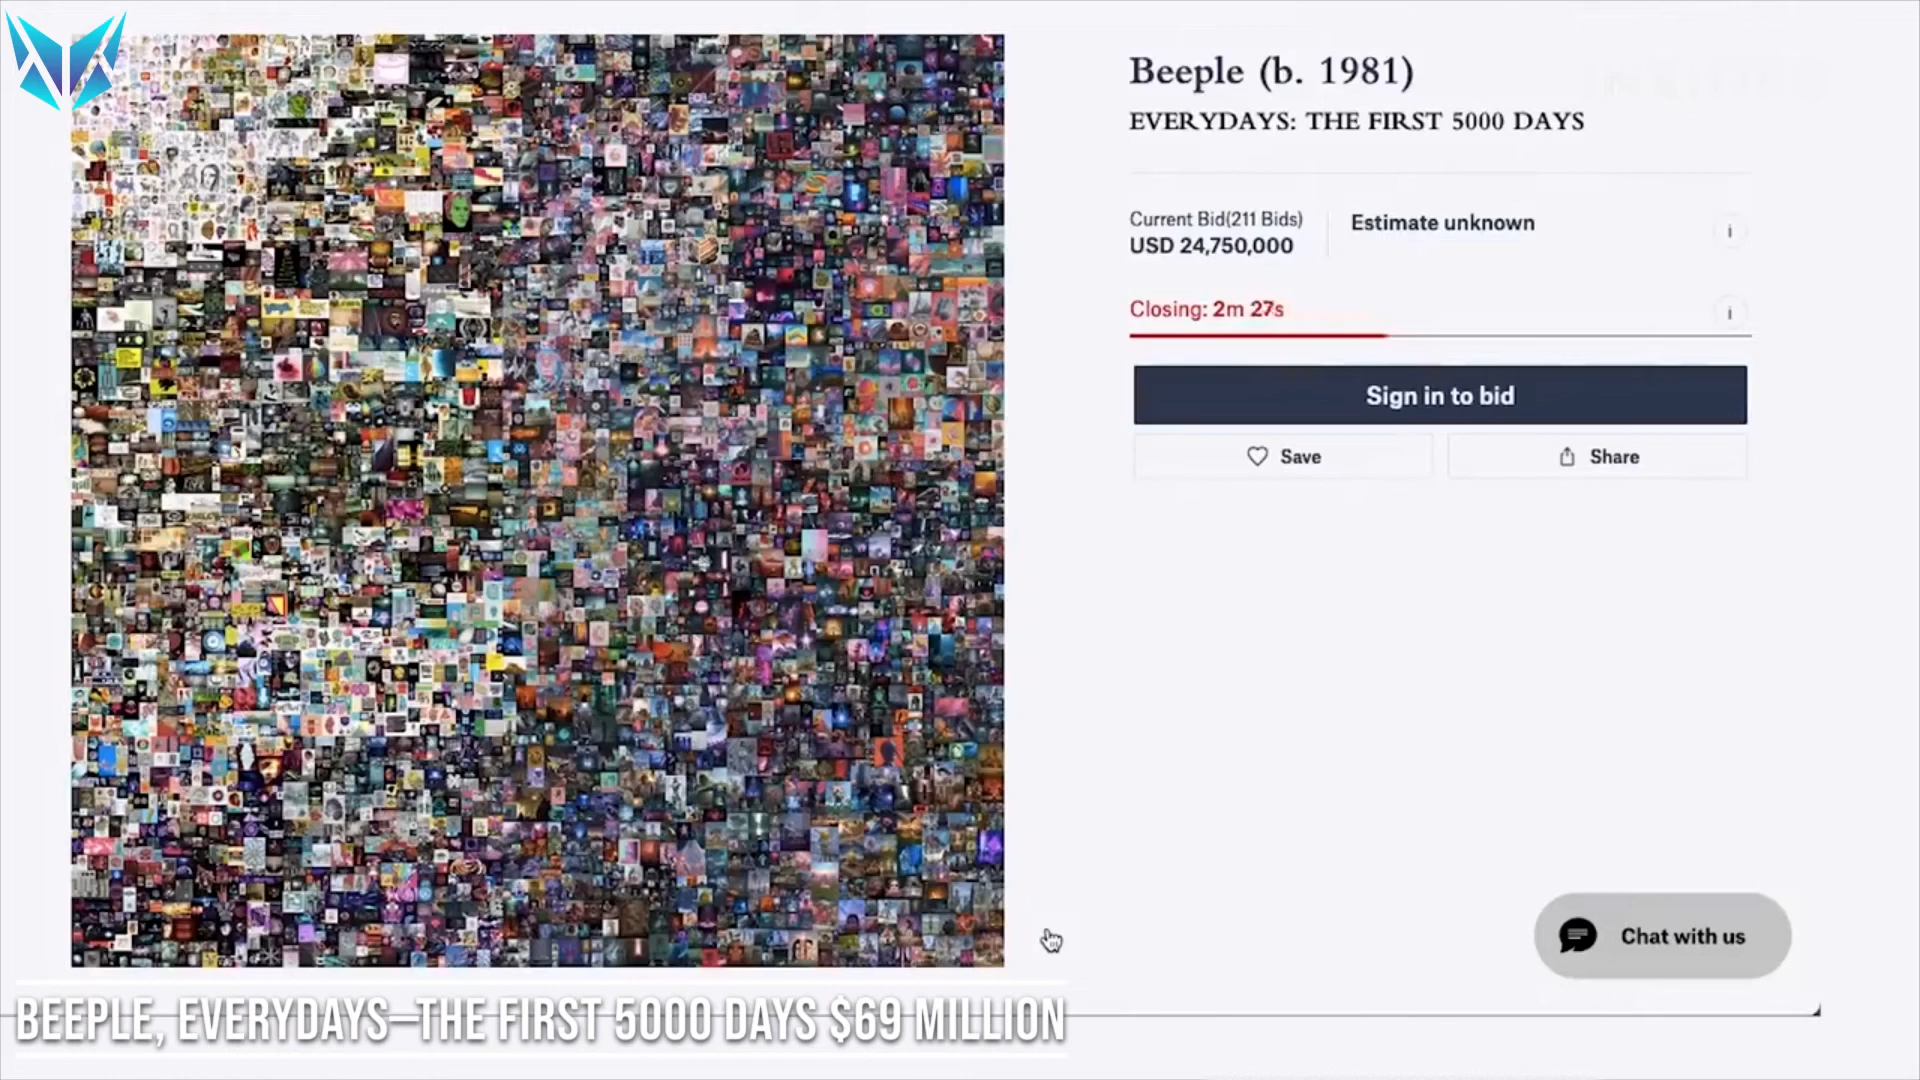 Beeple (b. 1981)
EVERYDAYS: THE FIRST 5000 DAYS
Current Bid(211 Bids)
USD 24,750,000
Estimate unknown
i
Closing: 2m 27s
i
Sign in to bid
Save
Share
Chat with us
BEEPLE, EVERYDAYS—THE FIRST 5000 DAYS $69 MILLION